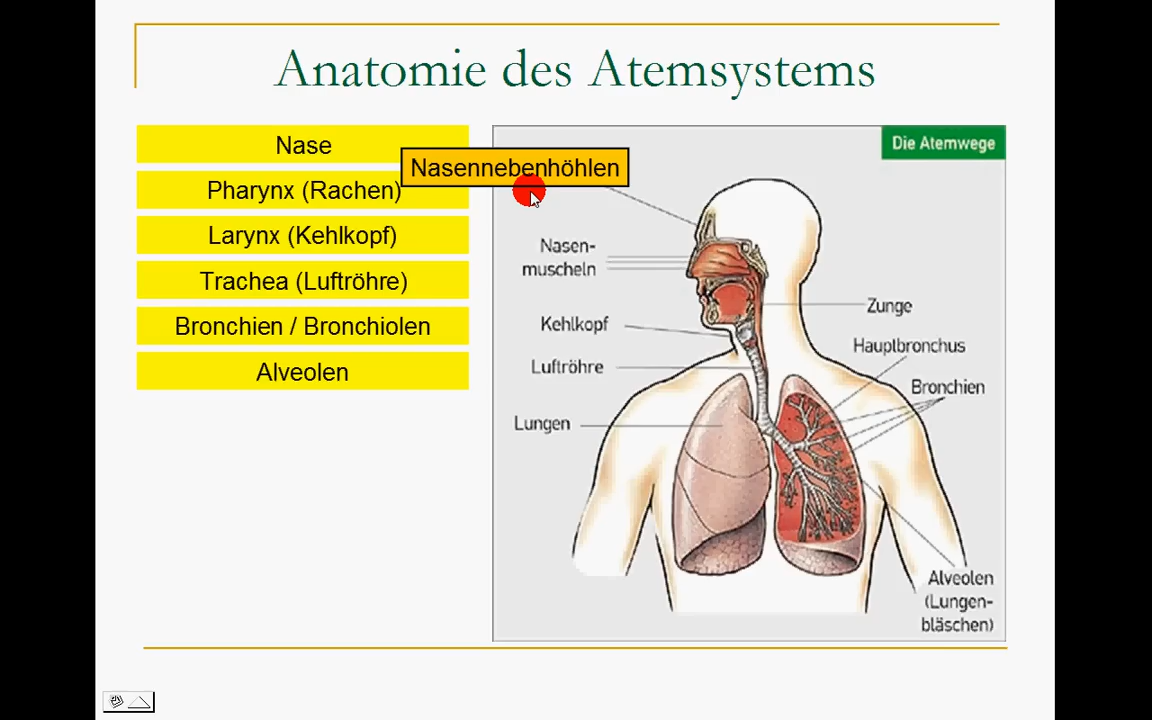 Anatomie des Atemsystems
Nase
Pharynx (Rachen)
Larynx (Kehlkopf)
Trachea (Luftröhre)
Bronchien / Bronchiolen
Alveolen
Die Atemwege
Nasennebenhöhlen
Nasen-
muscheln
Kehlkopf
Luftröhre
Lungen
Zunge
Hauptbronchus
Bronchien
Alveolen
(Lungen-
bläschen)